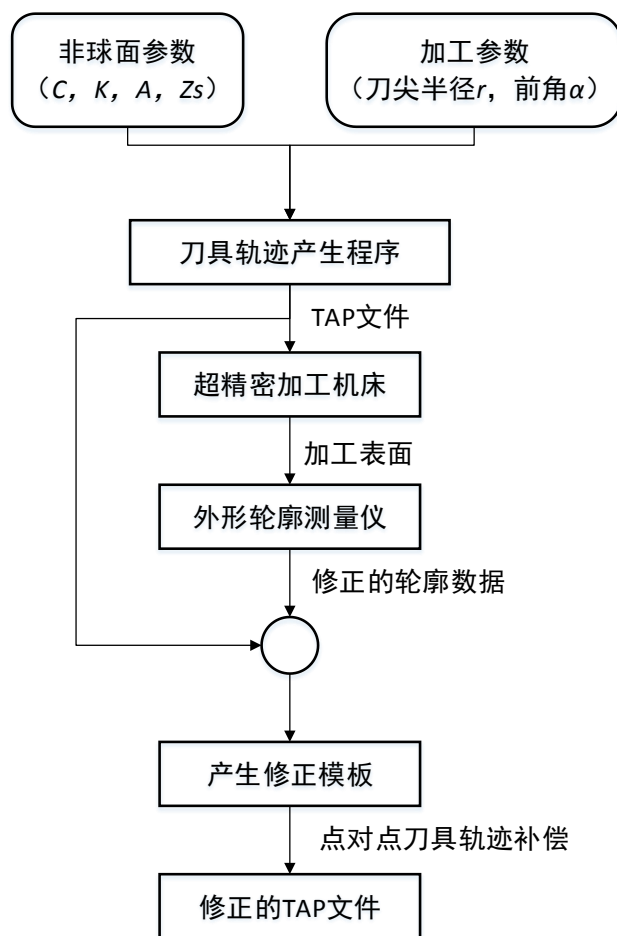 非球面参数
（C，K，A，Zs）
加工参数
（刀尖半径r，前角α）
刀具轨迹产生程序
TAP文件
超精密加工机床
加工表面
外形轮廓测量仪
修正的轮廓数据
产生修正模板
点对点刀具轨迹补偿
修正的TAP文件